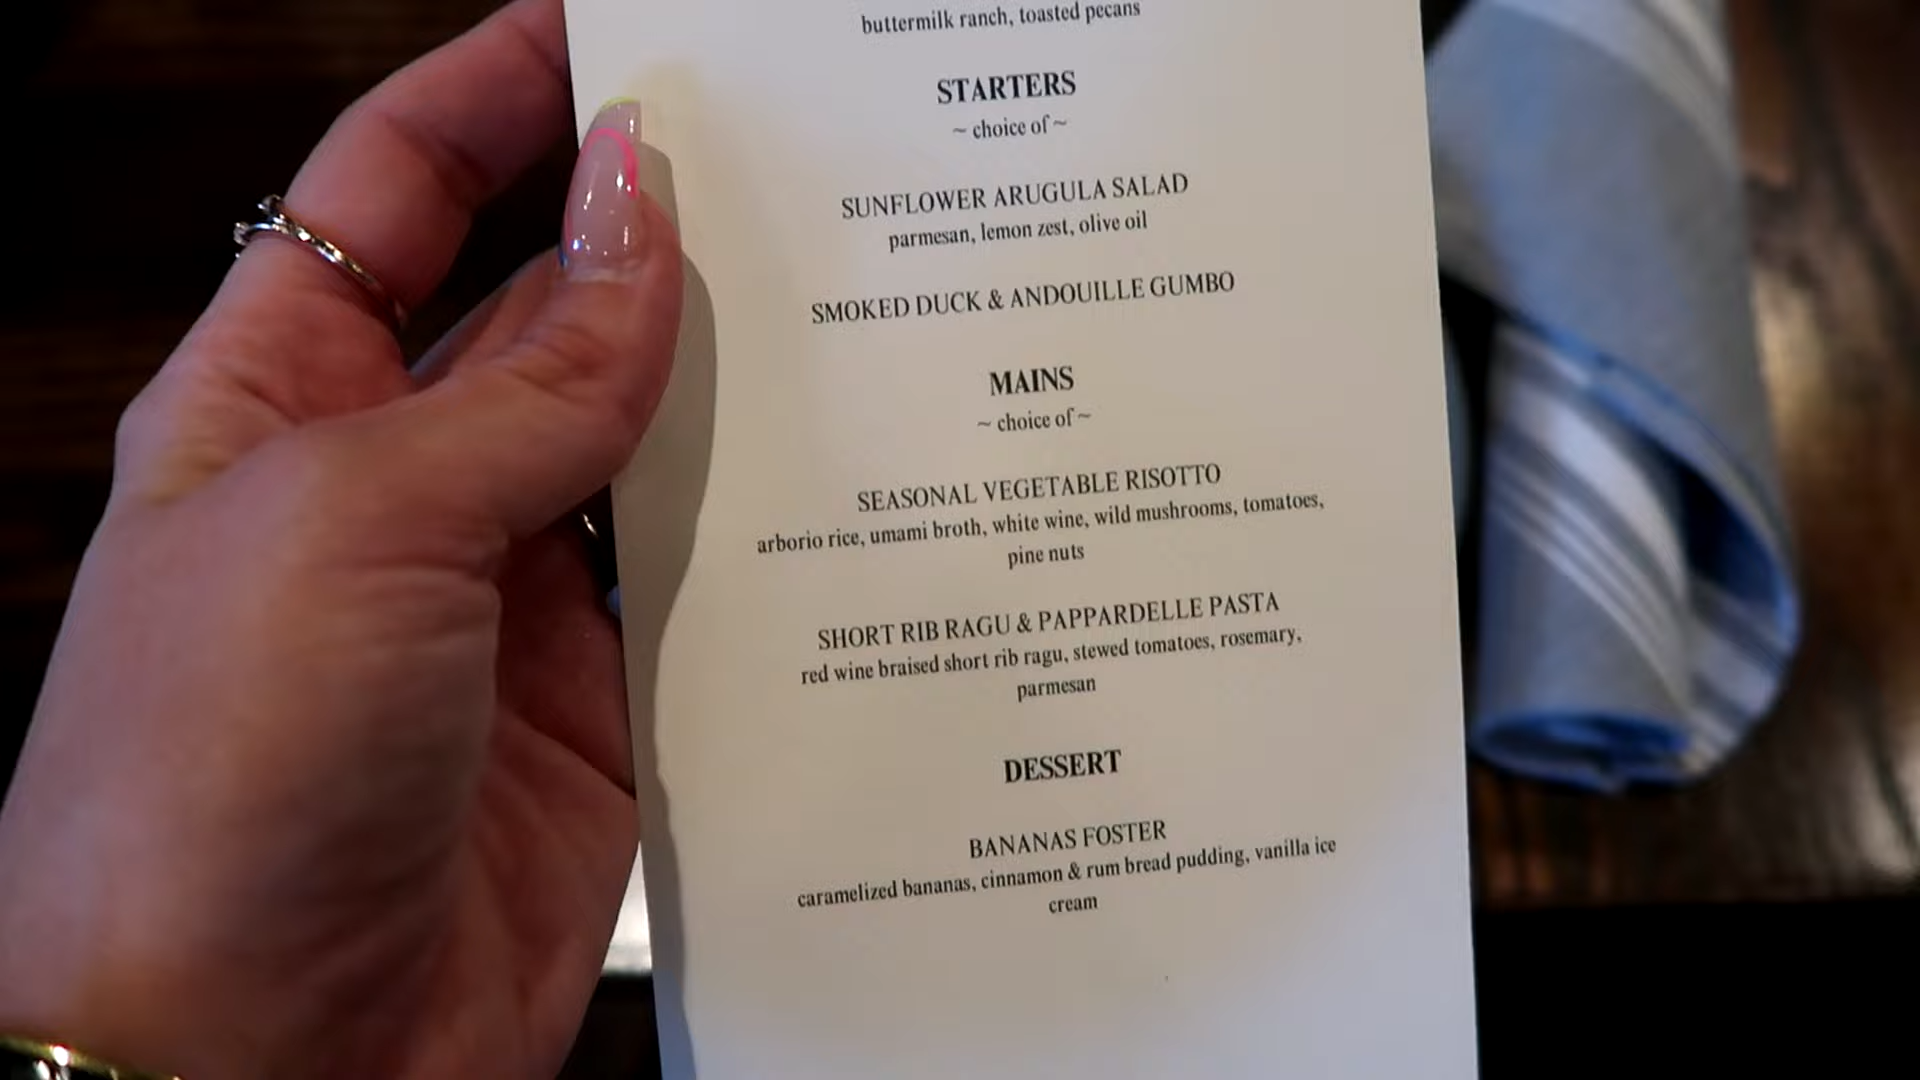 buttermilk ranch, toasted pecans
STARTERS
~ choice of ~
SUNFLOWER ARUGULA SALAD
parmesan, lemon zest, olive oil
SMOKED DUCK & ANDOUILLE GUMBO
MAINS
~ choice of ~
SEASONAL VEGETABLE RISOTTO
arborio rice, umami broth, white wine, wild mushrooms, tomatoes,
pine nuts
SHORT RIB RAGU & PAPPARDELLE PASTA
red wine braised short rib ragu, stewed tomatoes, rosemary,
parmesan
DESSERT
BANANAS FOSTER
caramelized bananas, cinnamon & rum bread pudding, vanilla ice
cream